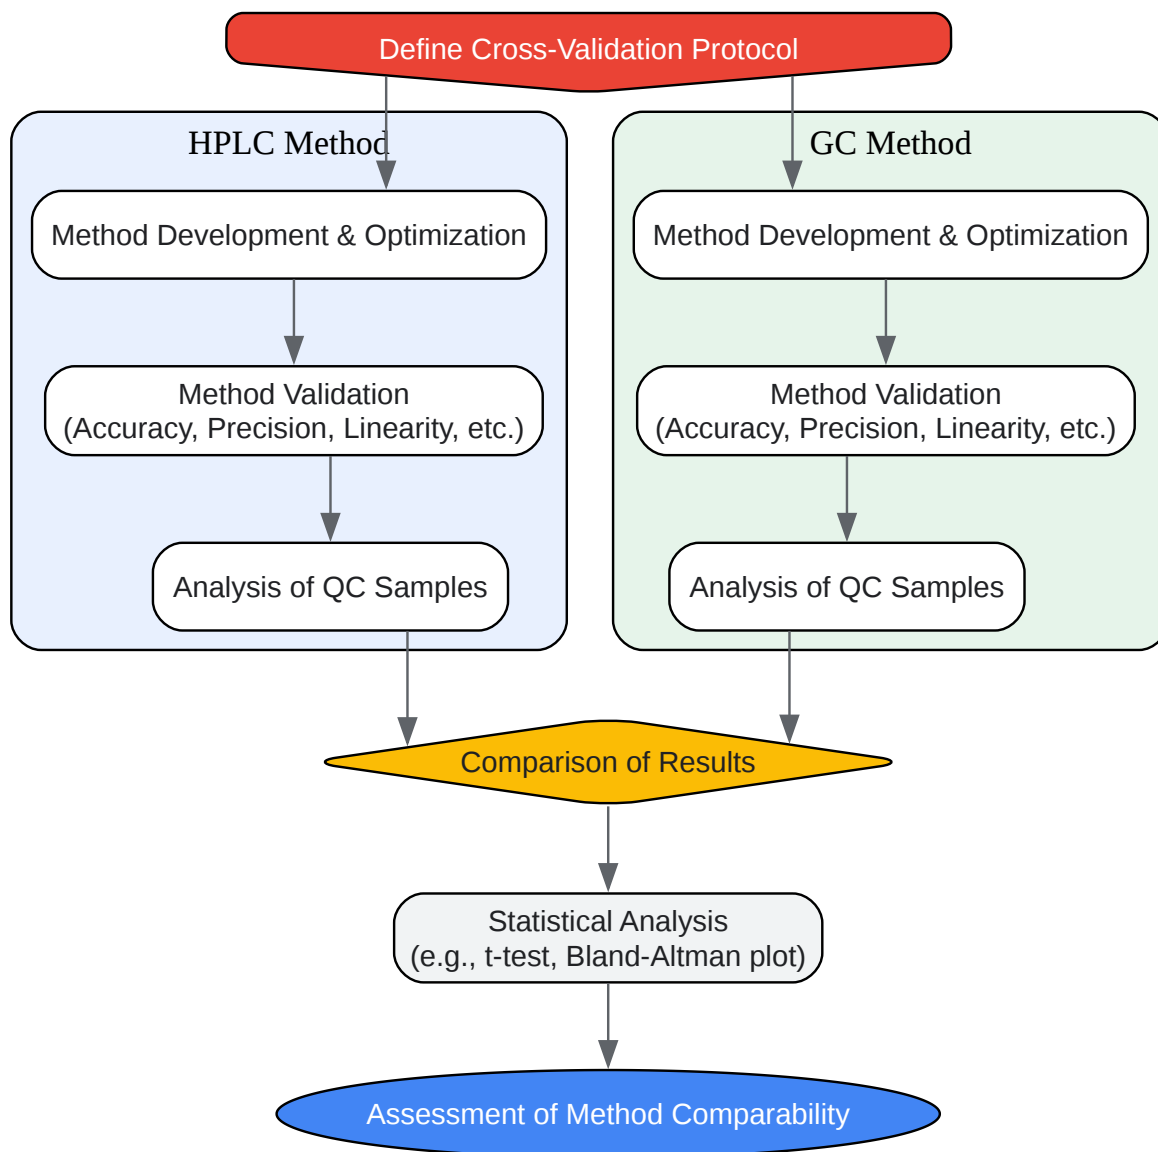 Define Cross-Validation Protocol
HPLC Method
Method Development & Optimization
Method Validation
(Accuracy, Precision, Linearity, etc.)
Analysis of QC Samples
GC Method
Method Development & Optimization
Method Validation
(Accuracy, Precision, Linearity, etc.)
Analysis of QC Samples
Comparison of Results
Statistical Analysis
(e.g., t-test, Bland-Altman plot)
Assessment of Method Comparability